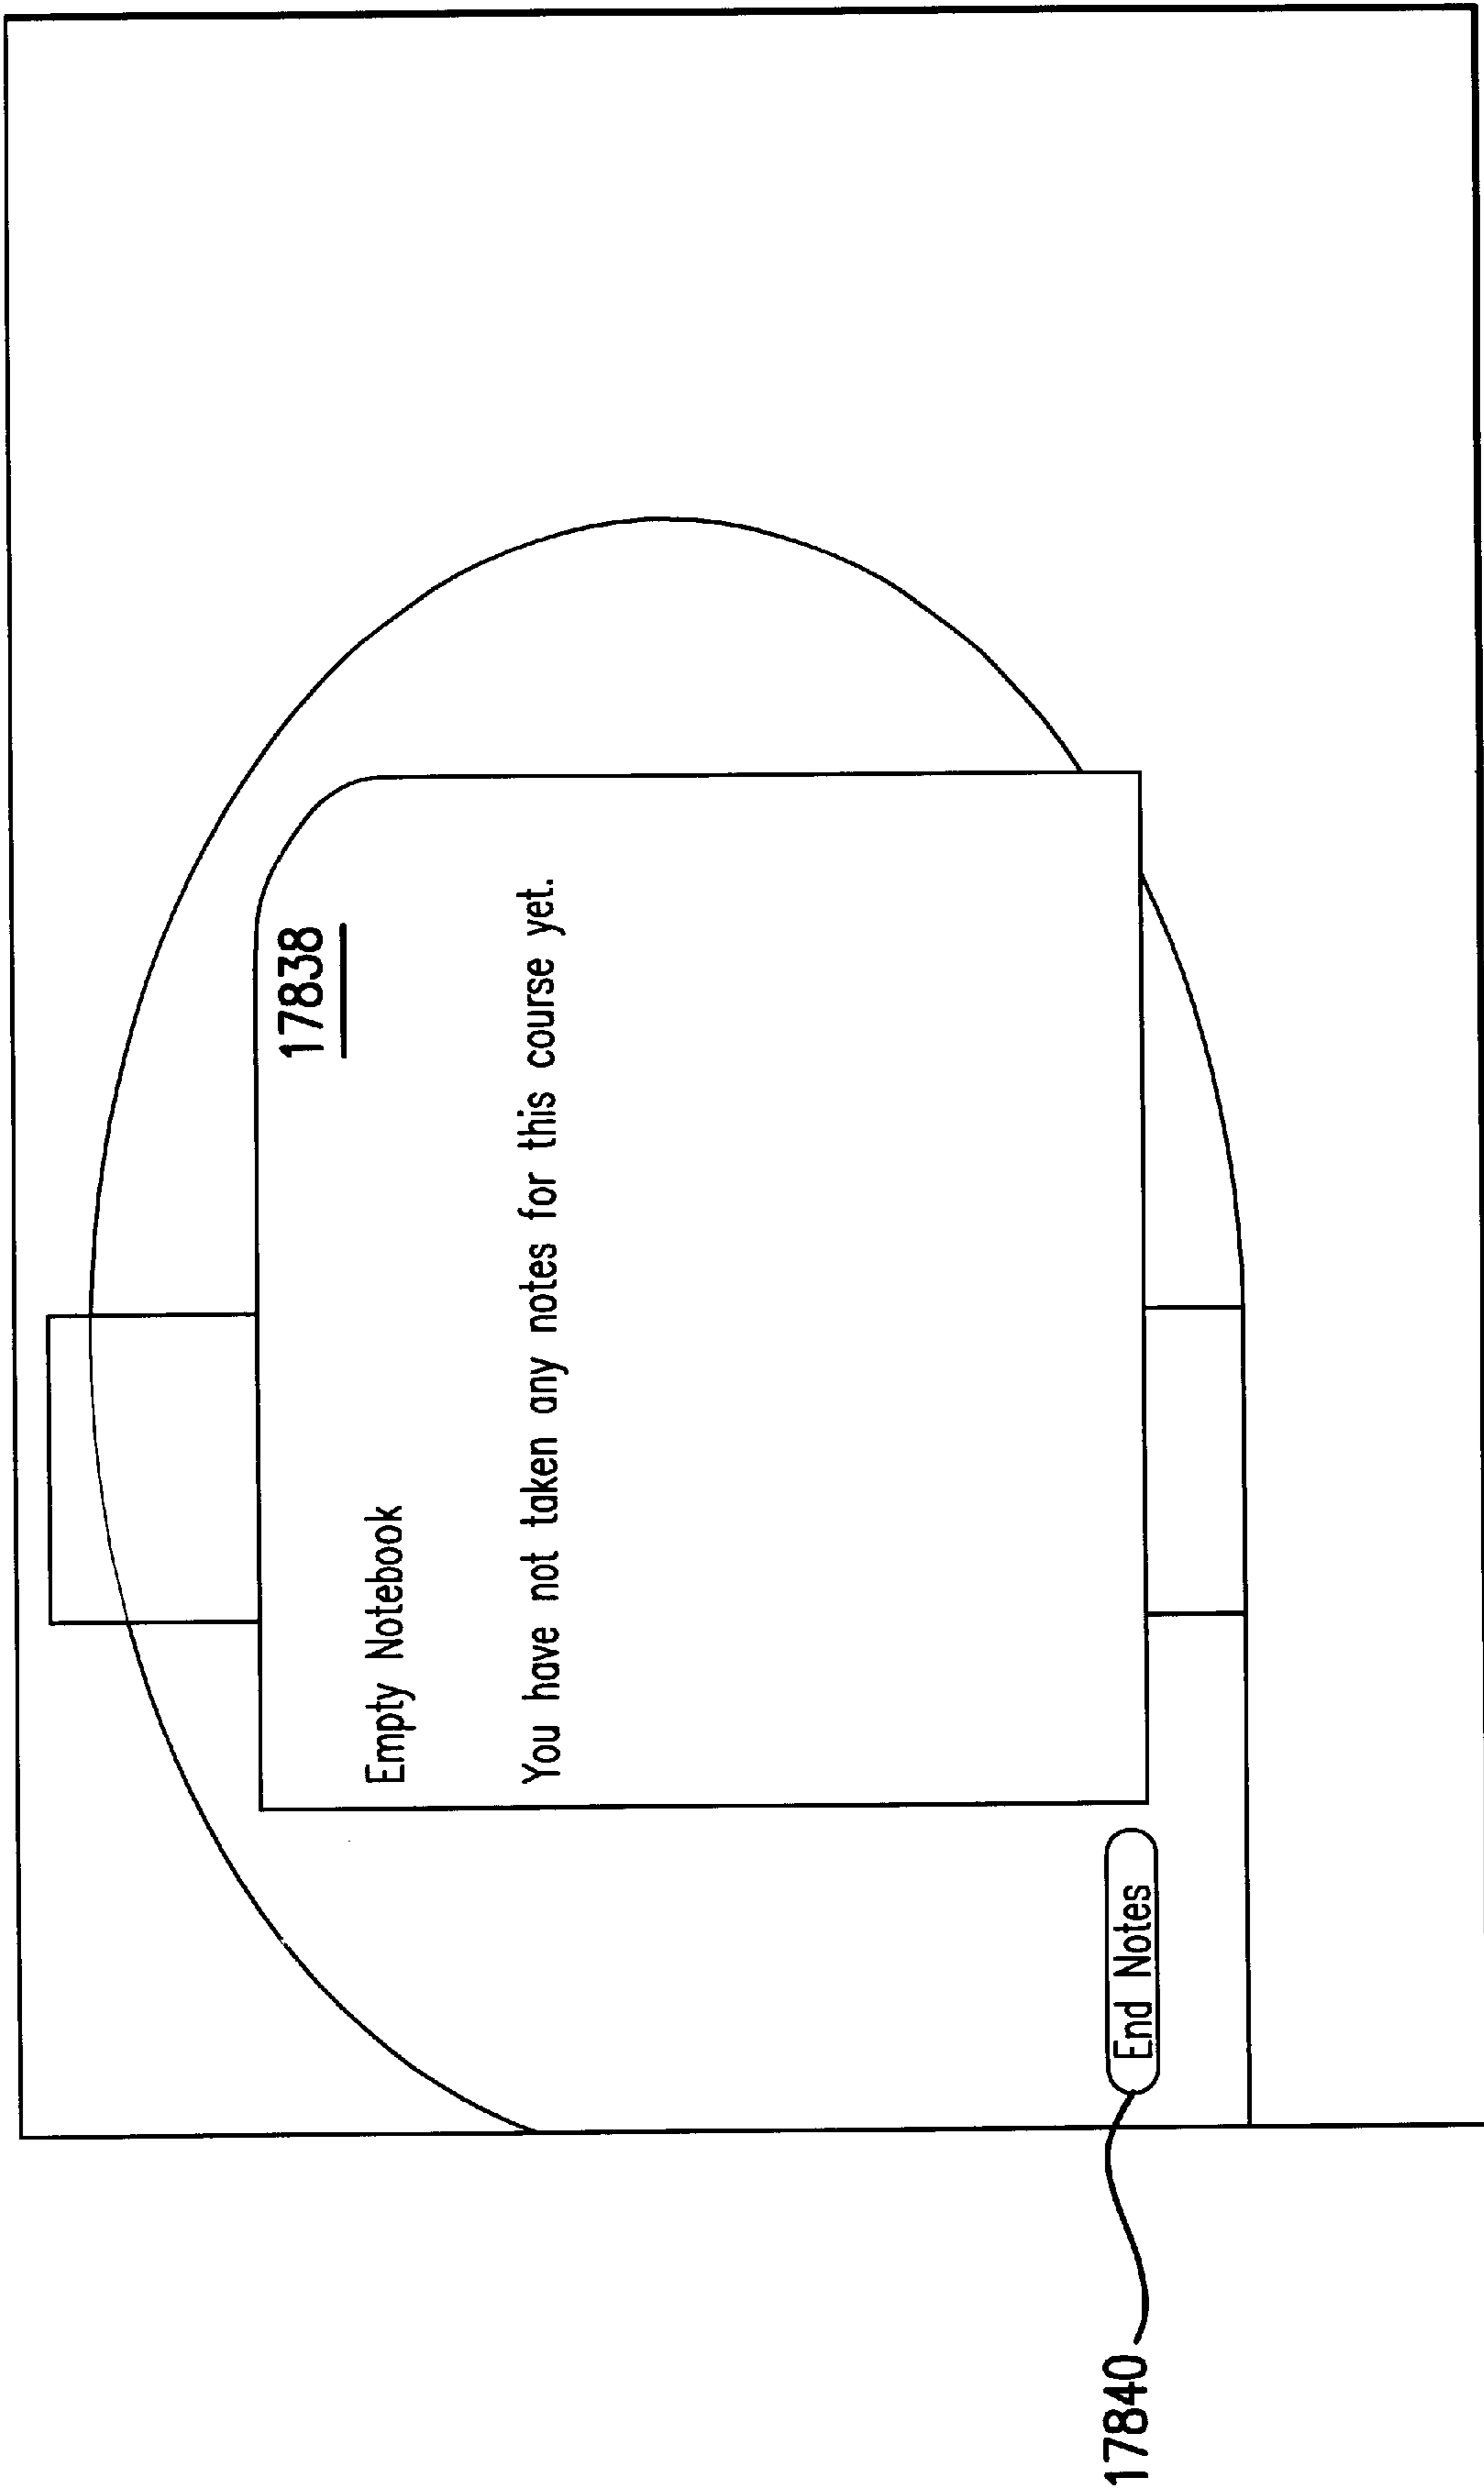 17838
Empty Notebook
You have not taken any notes for this course yet.
End Notes
17840